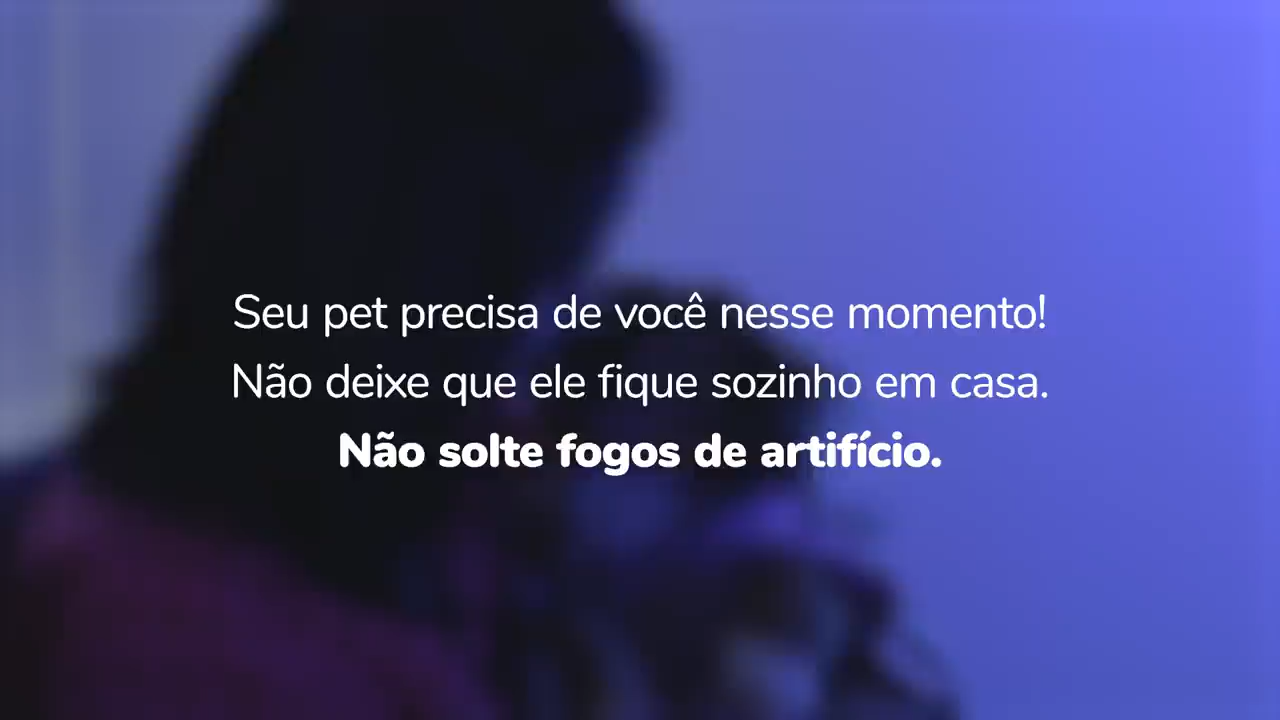 Seu pet precisa de você nesse momento!
Não deixe que ele fique sozinho em casa.
Não solte fogos de artifício.